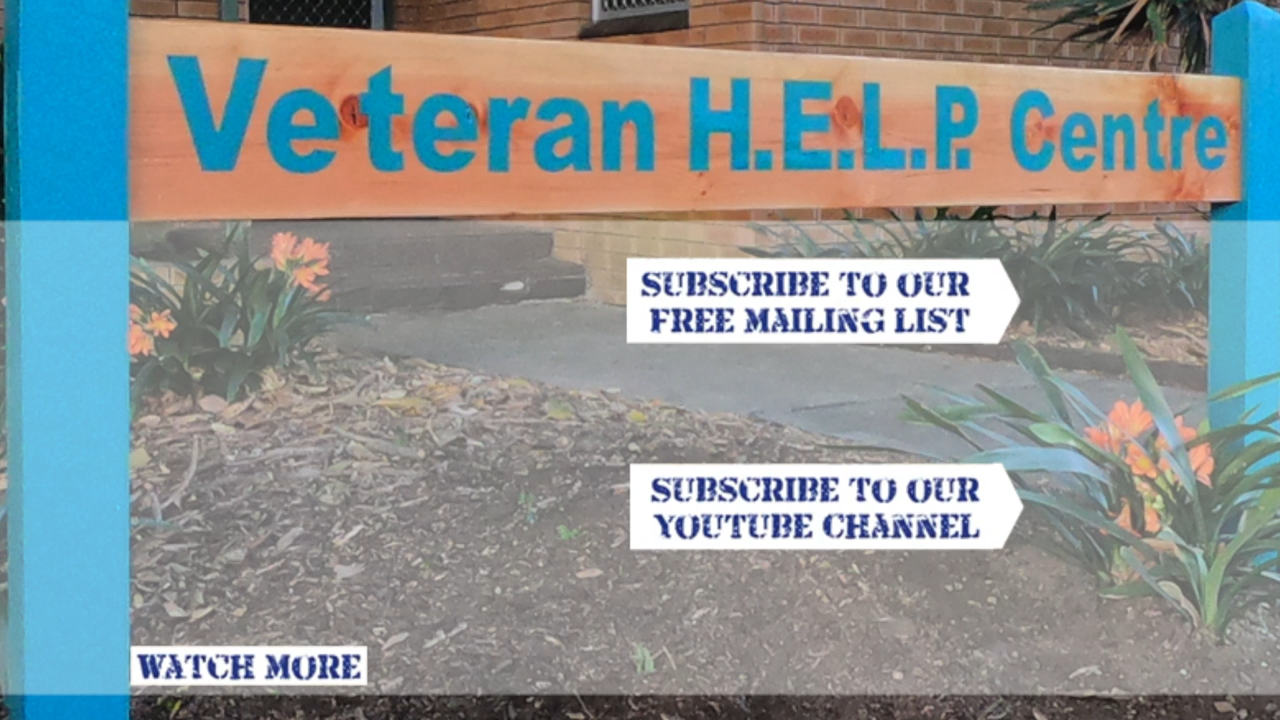 Veteran H.E.L.P. Centre
SUBSCRIBE TO OUR
FREE MAILING LIST
SUBSCRIBE TO OUR
YOUTUBE CHANNEL
WATCH MORE